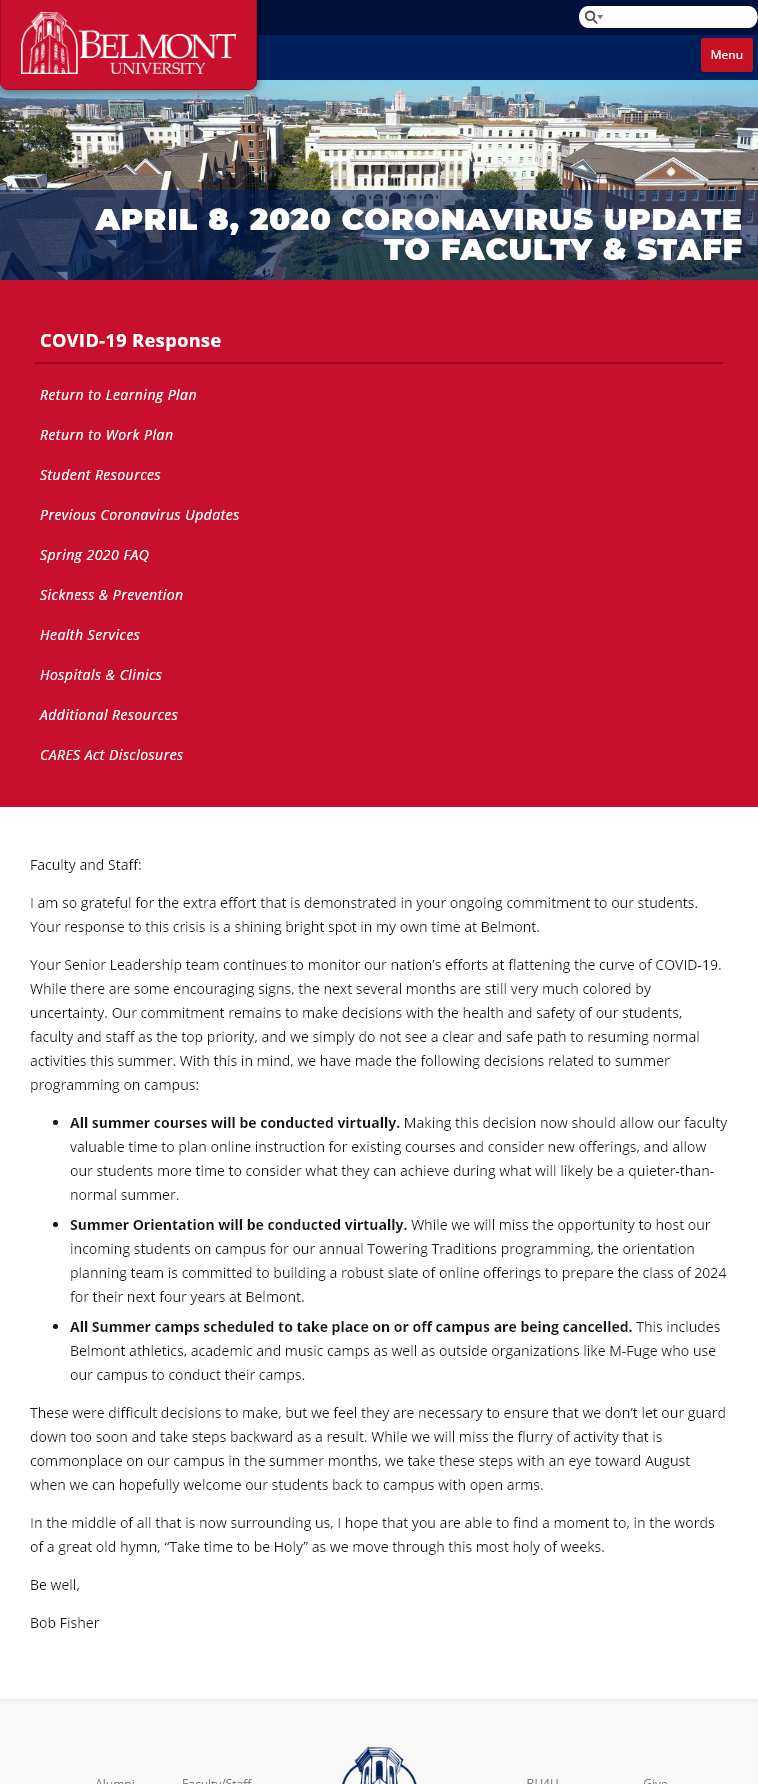 BELMONT
UNIVERSITY
Menu
APRIL 8, 2020 CORONAVIRUS UPDATE
TO FACULTY & STAFF
COVID-19 Response
Return to Learning Plan
Return to Work Plan
Student Resources
Previous Coronavirus Updates
Spring 2020 FAQ
Sickness & Prevention
Health Services
Hospitals & Clinics
Additional Resources
CARES Act Disclosures
Faculty and Staff:
I am so grateful for the extra effort that is demonstrated in your ongoing commitment to our students.
Your response to this crisis is a shining bright spot in my own time at Belmont.
Your Senior Leadership team continues to monitor our nation’s efforts at flattening the curve of COVID-19.
While there are some encouraging signs, the next several months are still very much colored by
uncertainty. Our commitment remains to make decisions with the health and safety of our students,
faculty and staff as the top priority, and we simply do not see a clear and safe path to resuming normal
activities this summer. With this in mind, we have made the following decisions related to summer
programming on campus:
• All summer courses will be conducted virtually. Making this decision now should allow our faculty
valuable time to plan online instruction for existing courses and consider new offerings, and allow
our students more time to consider what they can achieve during what will likely be a quieter-than-
normal summer.
• Summer Orientation will be conducted virtually. While we will miss the opportunity to host our
incoming students on campus for our annual Towering Traditions programming, the orientation
planning team is committed to building a robust slate of online offerings to prepare the class of 2024
for their next four years at Belmont.
• All Summer camps scheduled to take place on or off campus are being cancelled. This includes
Belmont athletics, academic and music camps as well as outside organizations like M-Fuge who use
our campus to conduct their camps.
These were difficult decisions to make, but we feel they are necessary to ensure that we don’t let our guard
down too soon and take steps backward as a result. While we will miss the flurry of activity that is
commonplace on our campus in the summer months, we take these steps with an eye toward August
when we can hopefully welcome our students back to campus with open arms.
In the middle of all that is now surrounding us, I hope that you are able to find a moment to, in the words
of a great old hymn, “Take time to be Holy” as we move through this most holy of weeks.
Be well,
Bob Fisher
Alumni Faculty/Staff BU4U Give